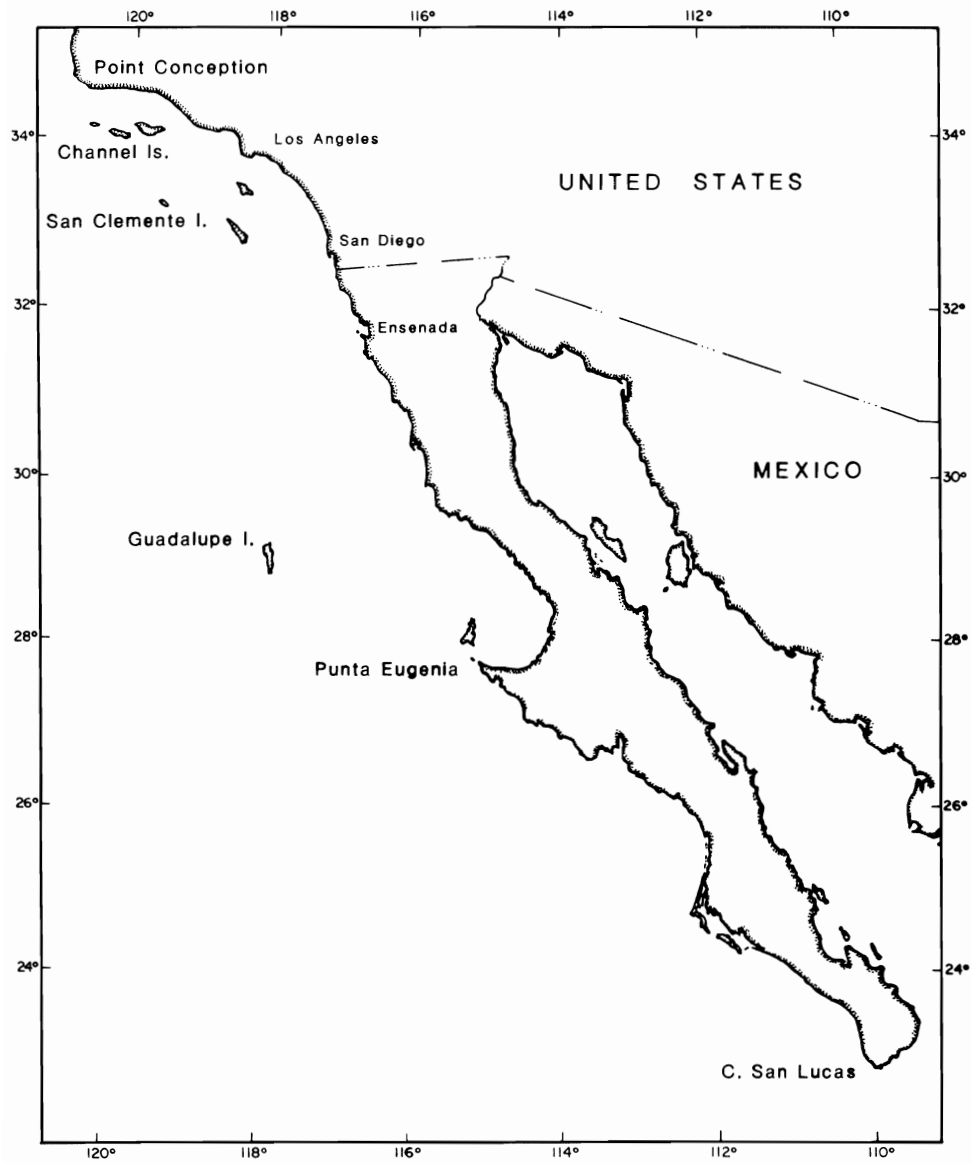 120° 118° 116° 114° 112° 110°
Point Conception
34° 34°
Los Angeles
Channel Is.
UNITED STATES
San Clemente I.
San Diego
32° 32°
Ensenada
MEXICO
30° 30°
Guadalupe I.
28° 28°
Punta Eugenia
26° 26°
24° 24°
C. San Lucas
120° 118° 116° 114° 112° 110°